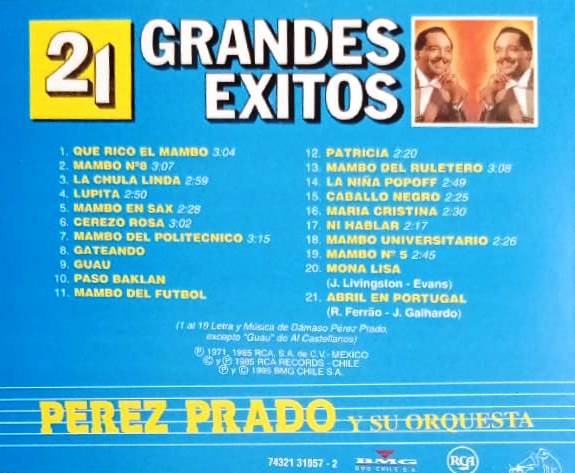 21 GRANDES
EXITOS
1. QUE RICO EL MAMBO 3:04
2. MAMBO Nº8 3:07
3. LA CHULA LINDA 2:59
4. LUPITA 2:50
5. MAMBO EN SAX 2:28
6. CEREZO ROSA 3:02
7. MAMBO DEL POLITECNICO 3:15
8. GATEANDO
9. GUAU
10. PASO BAKLAN
11. MAMBO DEL FUTBOL
12. PATRICIA 2:20
13. MAMBO DEL RULETERO 3:08
14. LA NIÑA POPOFF 2:49
15. CABALLO NEGRO 2:25
16. MARIA CRISTINA 2:30
17. NI HABLAR 2:17
18. MAMBO UNIVERSITARIO 2:26
19. MAMBO Nº 5 2:45
20. MONA LISA
(J. Livingston - Evans)
21. ABRIL EN PORTUGAL
(R. Ferrão - J. Galhardo)
(1 al 19 Letra y Música de Dámaso Pérez Prado,
excepto "Guau" de Al Castellanos)
℗ 1971, 1985 RCA, S.A. de C.V.- MEXICO
© y ℗ 1985 RCA RECORDS - CHILE
℗ y © 1995 BMG CHILE S.A.
PEREZ PRADO Y SU ORQUESTA
74321 31057 - 2
BMG
BMG CHILE S.A.
RCA